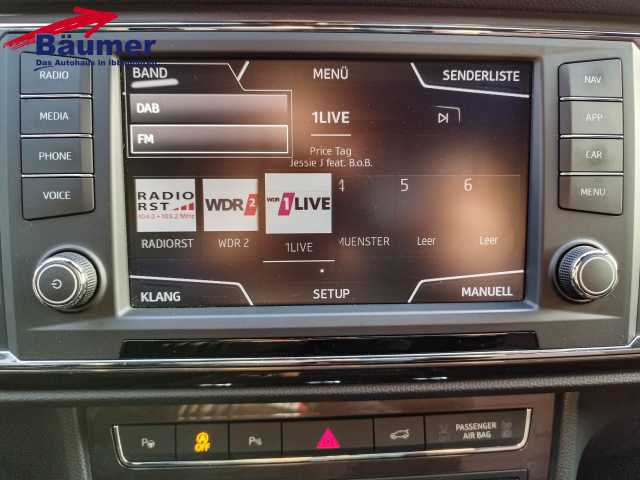 Bäumer
Das Autohaus in Ibbenbüren
RADIO
MEDIA
PHONE
VOICE
BAND
MENÜ
SENDERLISTE
DAB
FM
1LIVE
Price Tag
Jessie J feat. B.o.B.
RADIO
RST
WDR 2
WDR 1LIVE
4
5
6
RADIORST
WDR 2
1LIVE
MUENSTER
Leer
Leer
KLANG
SETUP
MANUELL
NAV
APP
CAR
MENU
OFF
PASSENGER
AIR BAG